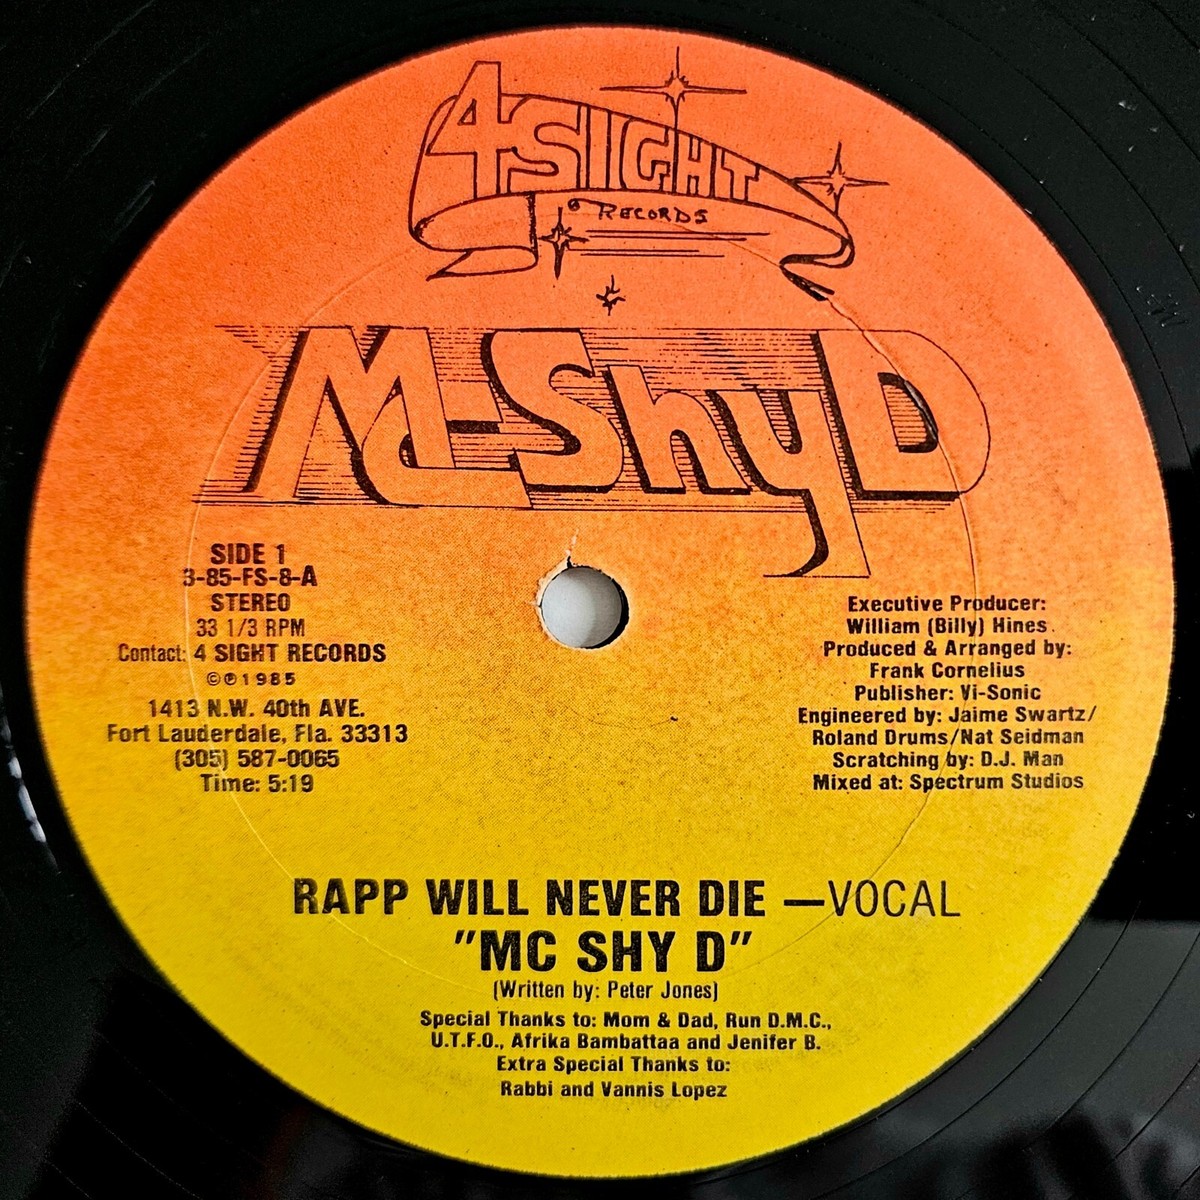 4 SIGHT
RECORDS
MC Shy D
SIDE 1
3-85-FS-8-A
STEREO
33 1/3 RPM
Contact: 4 SIGHT RECORDS
©℗1985
1413 N.W. 40th AVE.
Fort Lauderdale, Fla. 33313
(305) 587-0065
Time: 5:19
Executive Producer:
William (Billy) Hines
Produced & Arranged by:
Frank Cornelius
Publisher: Vi-Sonic
Engineered by: Jaime Swartz/
Roland Drums/Nat Seidman
Scratching by: D.J. Man
Mixed at: Spectrum Studios
RAPP WILL NEVER DIE —VOCAL
"MC SHY D"
(Written by: Peter Jones)
Special Thanks to: Mom & Dad, Run D.M.C.,
U.T.F.O., Afrika Bambattaa and Jenifer B.
Extra Special Thanks to:
Rabbi and Vannis Lopez